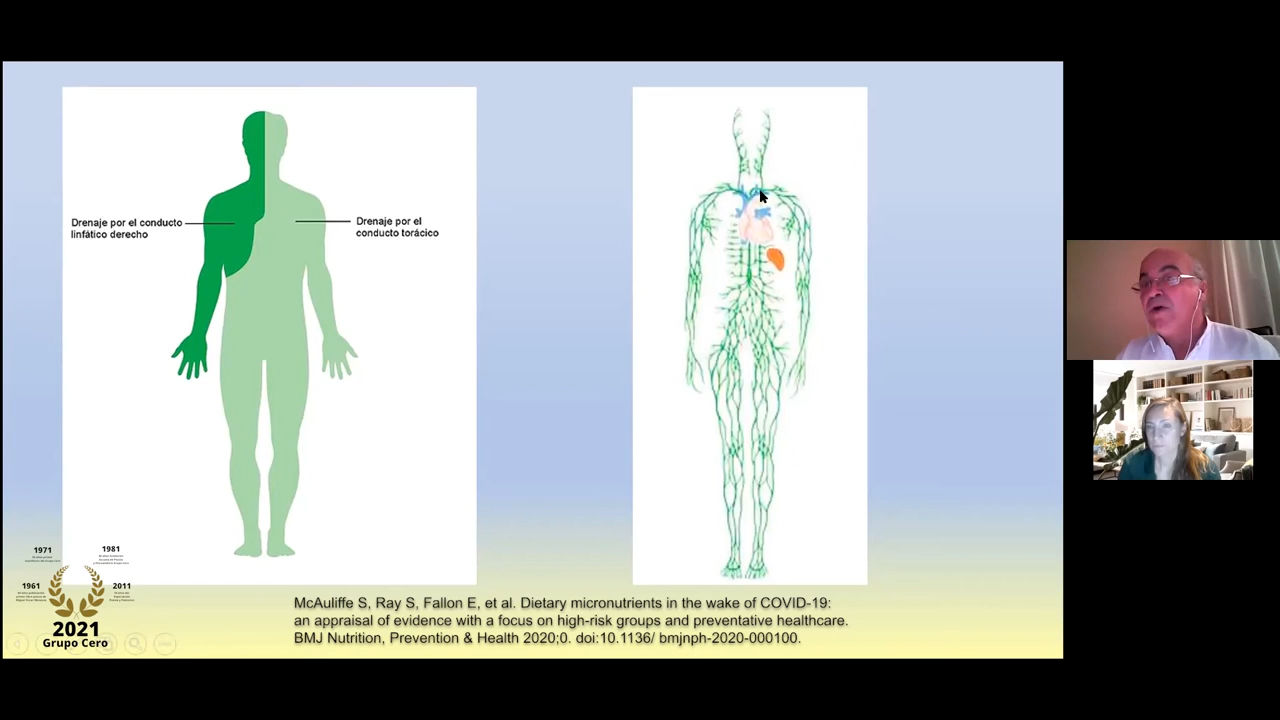 Drenaje por el conducto
linfático derecho
Drenaje por el
conducto torácico
1971
1981
1961
2011
2021
Grupo Cero
McAuliffe S, Ray S, Fallon E, et al. Dietary micronutrients in the wake of COVID-19:
an appraisal of evidence with a focus on high-risk groups and preventative healthcare.
BMJ Nutrition, Prevention & Health 2020;0. doi:10.1136/ bmjnph-2020-000100.